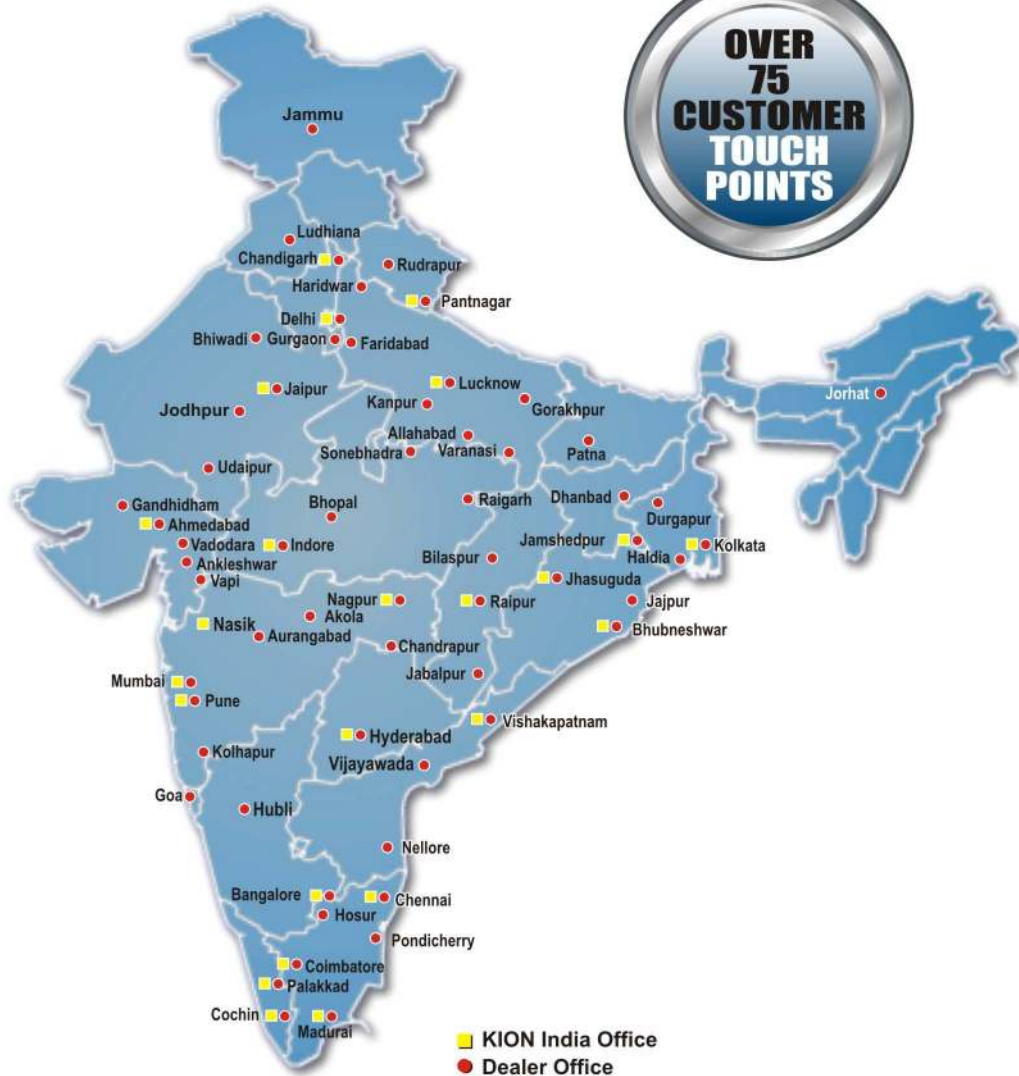 OVER
75
CUSTOMER
TOUCH
POINTS
Jammu
Ludhiana
Chandigarh
Rudrapur
Haridwar
Pantnagar
Delhi
Bhiwadi
Gurgaon
Faridabad
Jaipur
Lucknow
Jorhat
Jodhpur
Kanpur
Gorakhpur
Allahabad
Sonebhadra
Varanasi
Patna
Udaipur
Gandhidham
Bhopal
Raigarh
Dhanbad
Durgapur
Ahmedabad
Vadodara
Indore
Jamshedpur
Kolkata
Ankleshwar
Bilaspur
Haldia
Vapi
Jhasuguda
Nagpur
Raipur
Jajpur
Akola
Nasik
Aurangabad
Bhubneshwar
Chandrapur
Jabalpur
Mumbai
Pune
Vishakapatnam
Hyderabad
Kolhapur
Vijayawada
Goa
Hubli
Nellore
Bangalore
Chennai
Hosur
Pondicherry
Coimbatore
Palakkad
Cochin
Madurai
KION India Office
Dealer Office